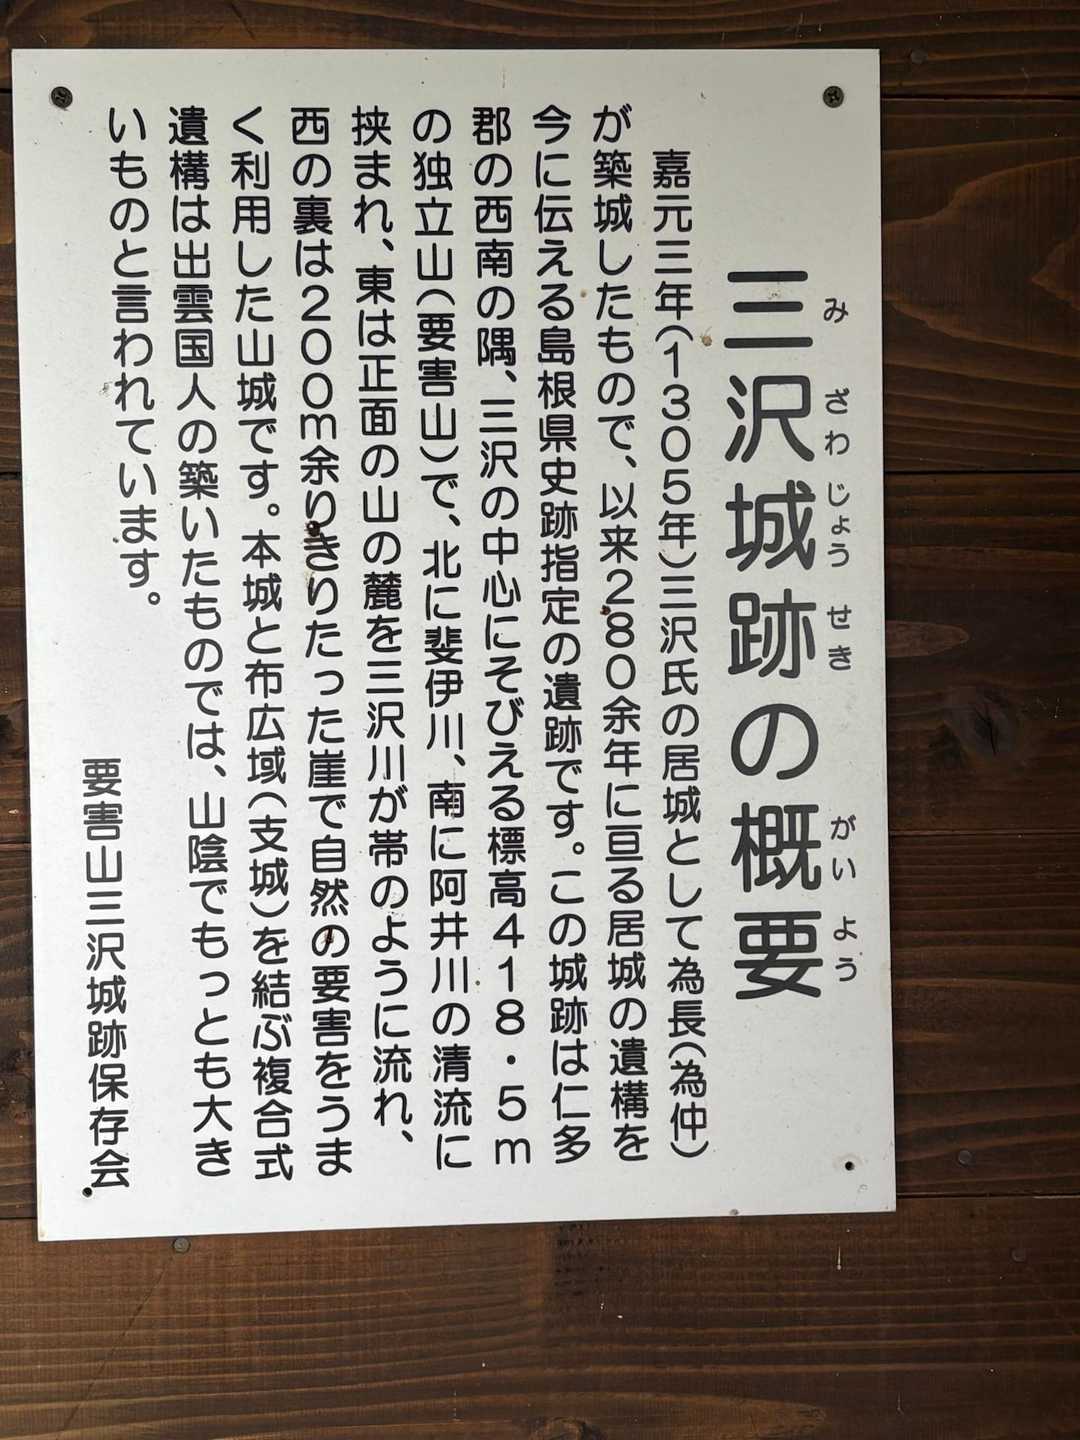 三沢城跡の概要
みざわじょうせきがいよう
嘉元三年(1305年)三沢氏の居城として為長(為仲)
が築城したもので、以来280余年に亘る居城の遺構を
今に伝える島根県史跡指定の遺跡です。この城跡は仁多
郡の西南の隅、三沢の中心にそびえる標高418・5m
の独立山(要害山)で、北に斐伊川、南に阿井川の清流に
挟まれ、東は正面の山の麓を三沢川が帯のように流れ、
西の裏は200m余りきりたった崖で自然の要害をうま
く利用した山城です。本城と布広域(支城)を結ぶ複合式
遺構は出雲国人の築いたものでは、山陰でもっとも大き
いものと言われています。
要害山三沢城跡保存会